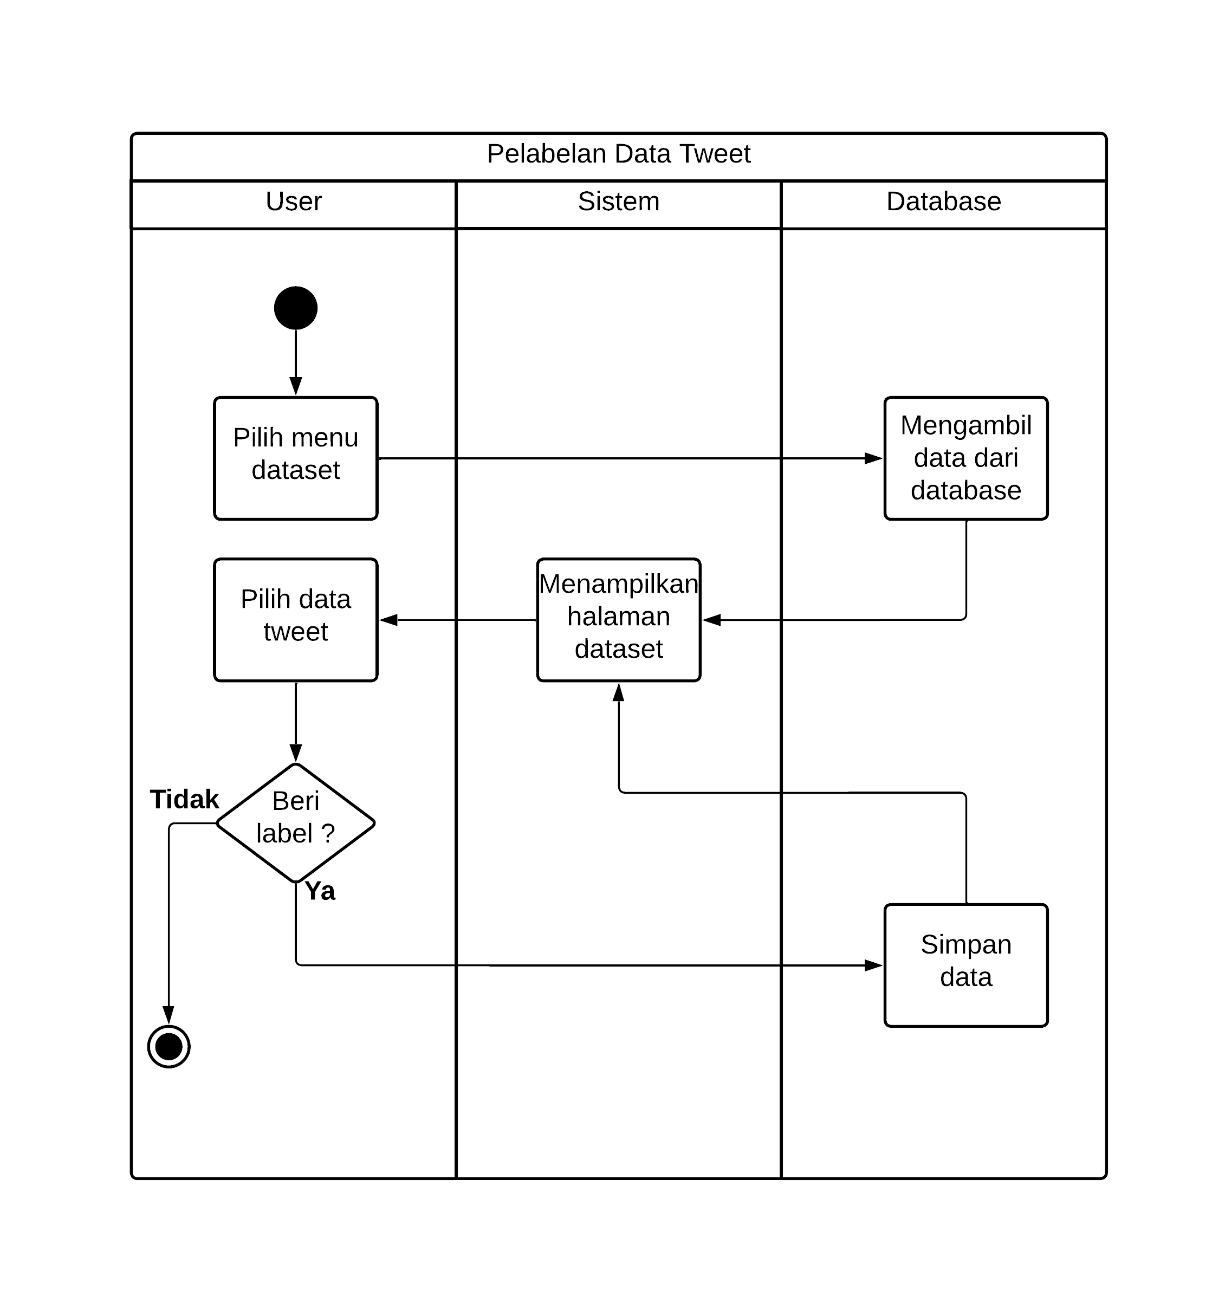 Pelabelan Data Tweet
User
Sistem
Database
Pilih menu
dataset
Mengambil
data dari
database
Pilih data
tweet
Menampilkan
halaman
dataset
Tidak
Beri
label ?
Ya
Simpan
data